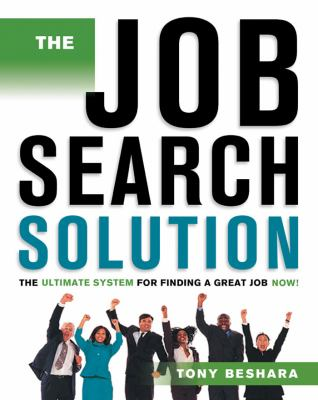 THE
JOB
SEARCH
SOLUTION
THE ULTIMATE SYSTEM FOR FINDING A GREAT JOB NOW!
TONY BESHARA